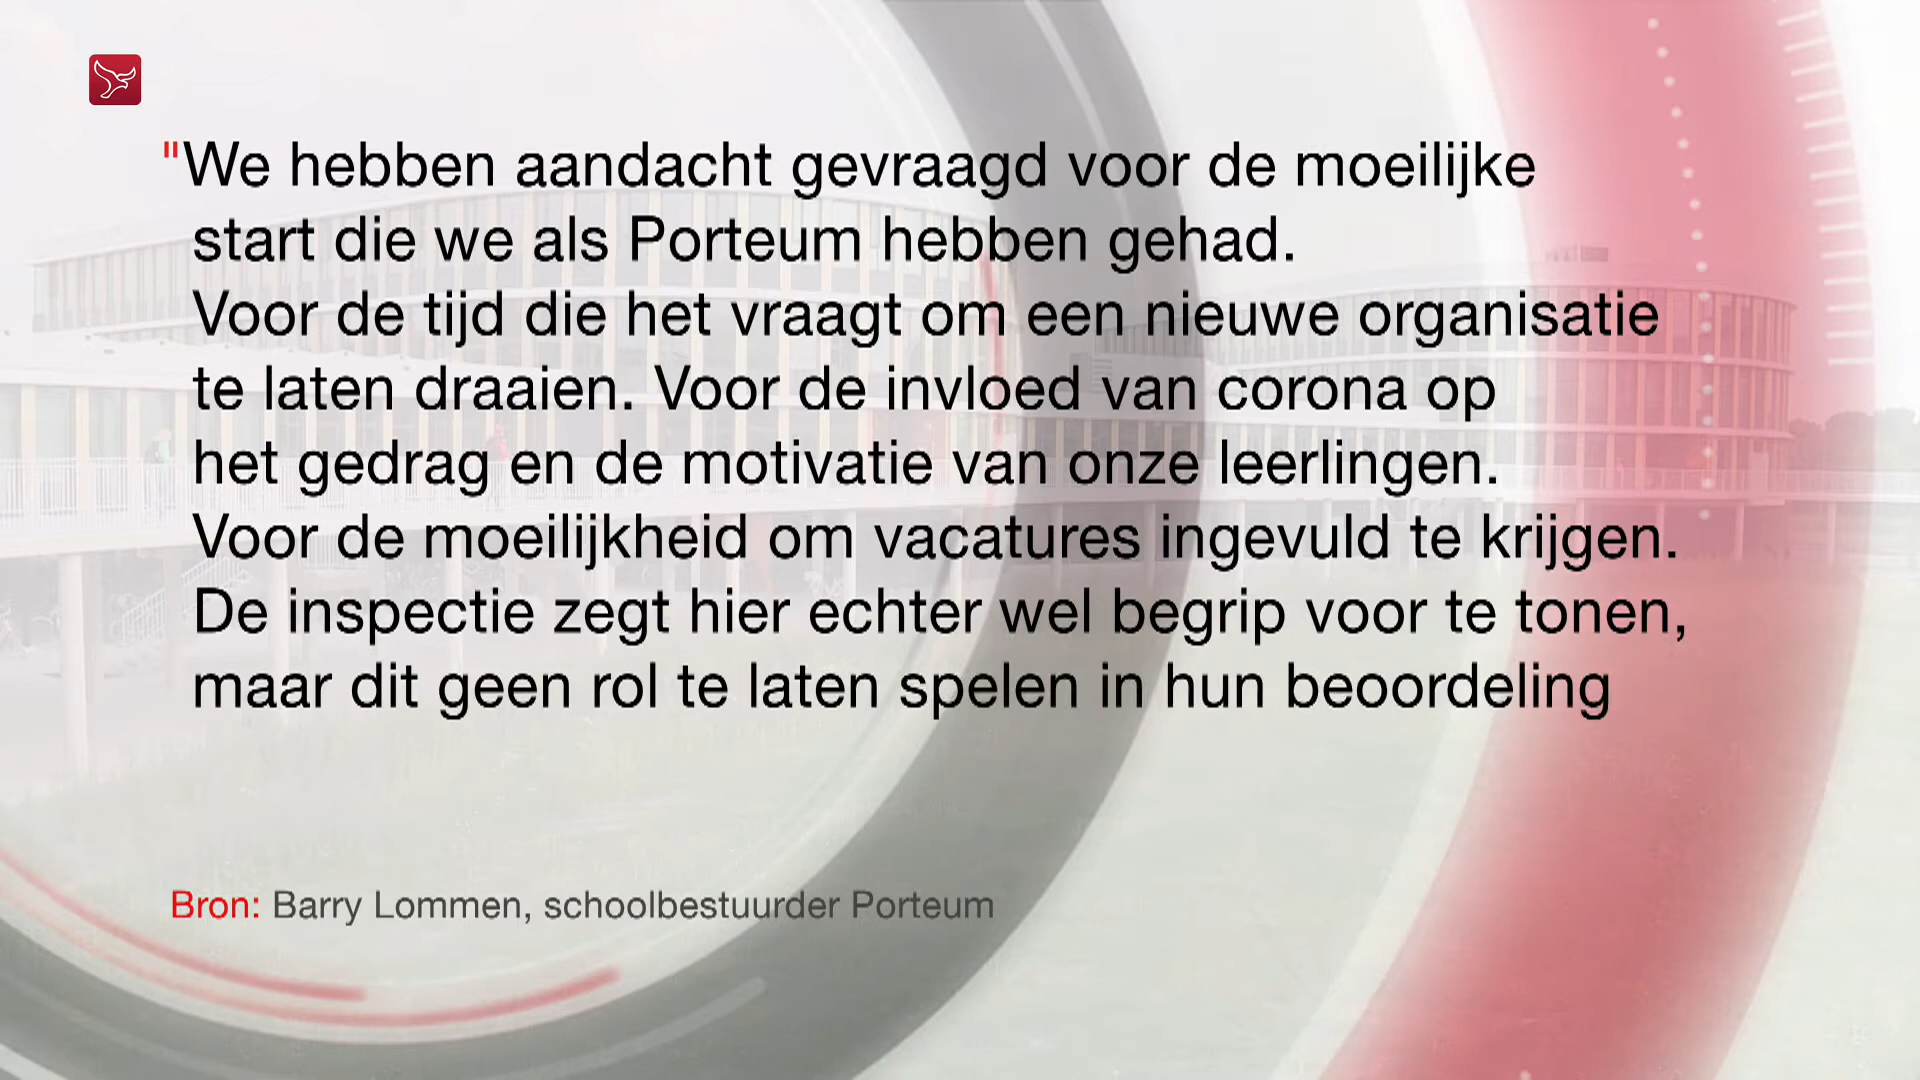 "We hebben aandacht gevraagd voor de moeilijke
start die we als Porteum hebben gehad.
Voor de tijd die het vraagt om een nieuwe organisatie
te laten draaien. Voor de invloed van corona op
het gedrag en de motivatie van onze leerlingen.
Voor de moeilijkheid om vacatures ingevuld te krijgen.
De inspectie zegt hier echter wel begrip voor te tonen,
maar dit geen rol te laten spelen in hun beoordeling
Bron: Barry Lommen, schoolbestuurder Porteum